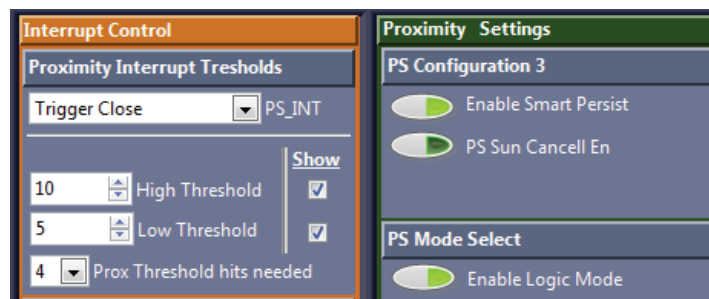 Interrupt Control
Proximity Interrupt Tresholds
Trigger Close PS_INT
Show
10 High Threshold
5 Low Threshold
4 Prox Threshold hits needed
Proximity Settings
PS Configuration 3
Enable Smart Persist
PS Sun Cancell En
PS Mode Select
Enable Logic Mode